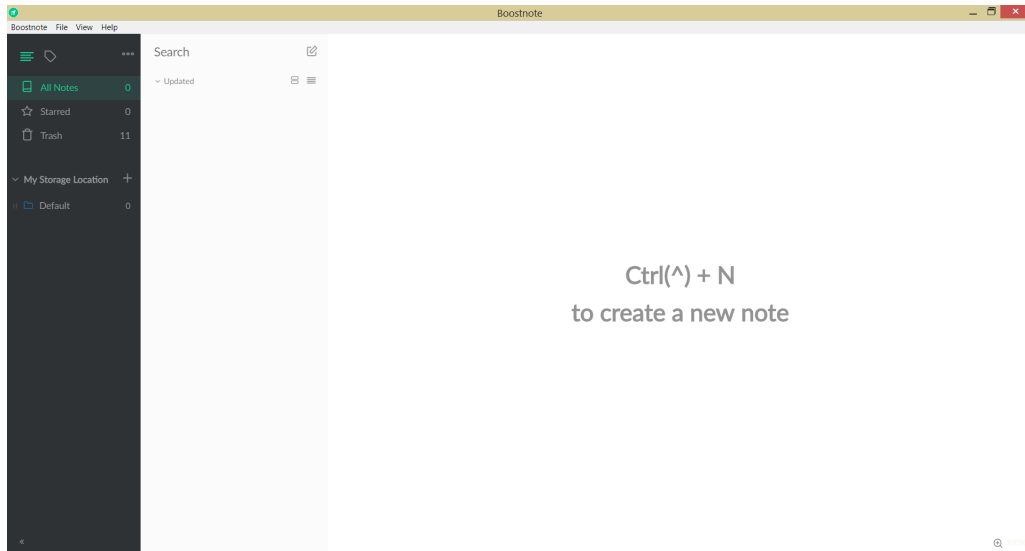 Boostnote
Boostnote File View Help
Search
Updated
All Notes 0
Starred 0
Trash 11
My Storage Location
Default 0
Ctrl(^) + N
to create a new note